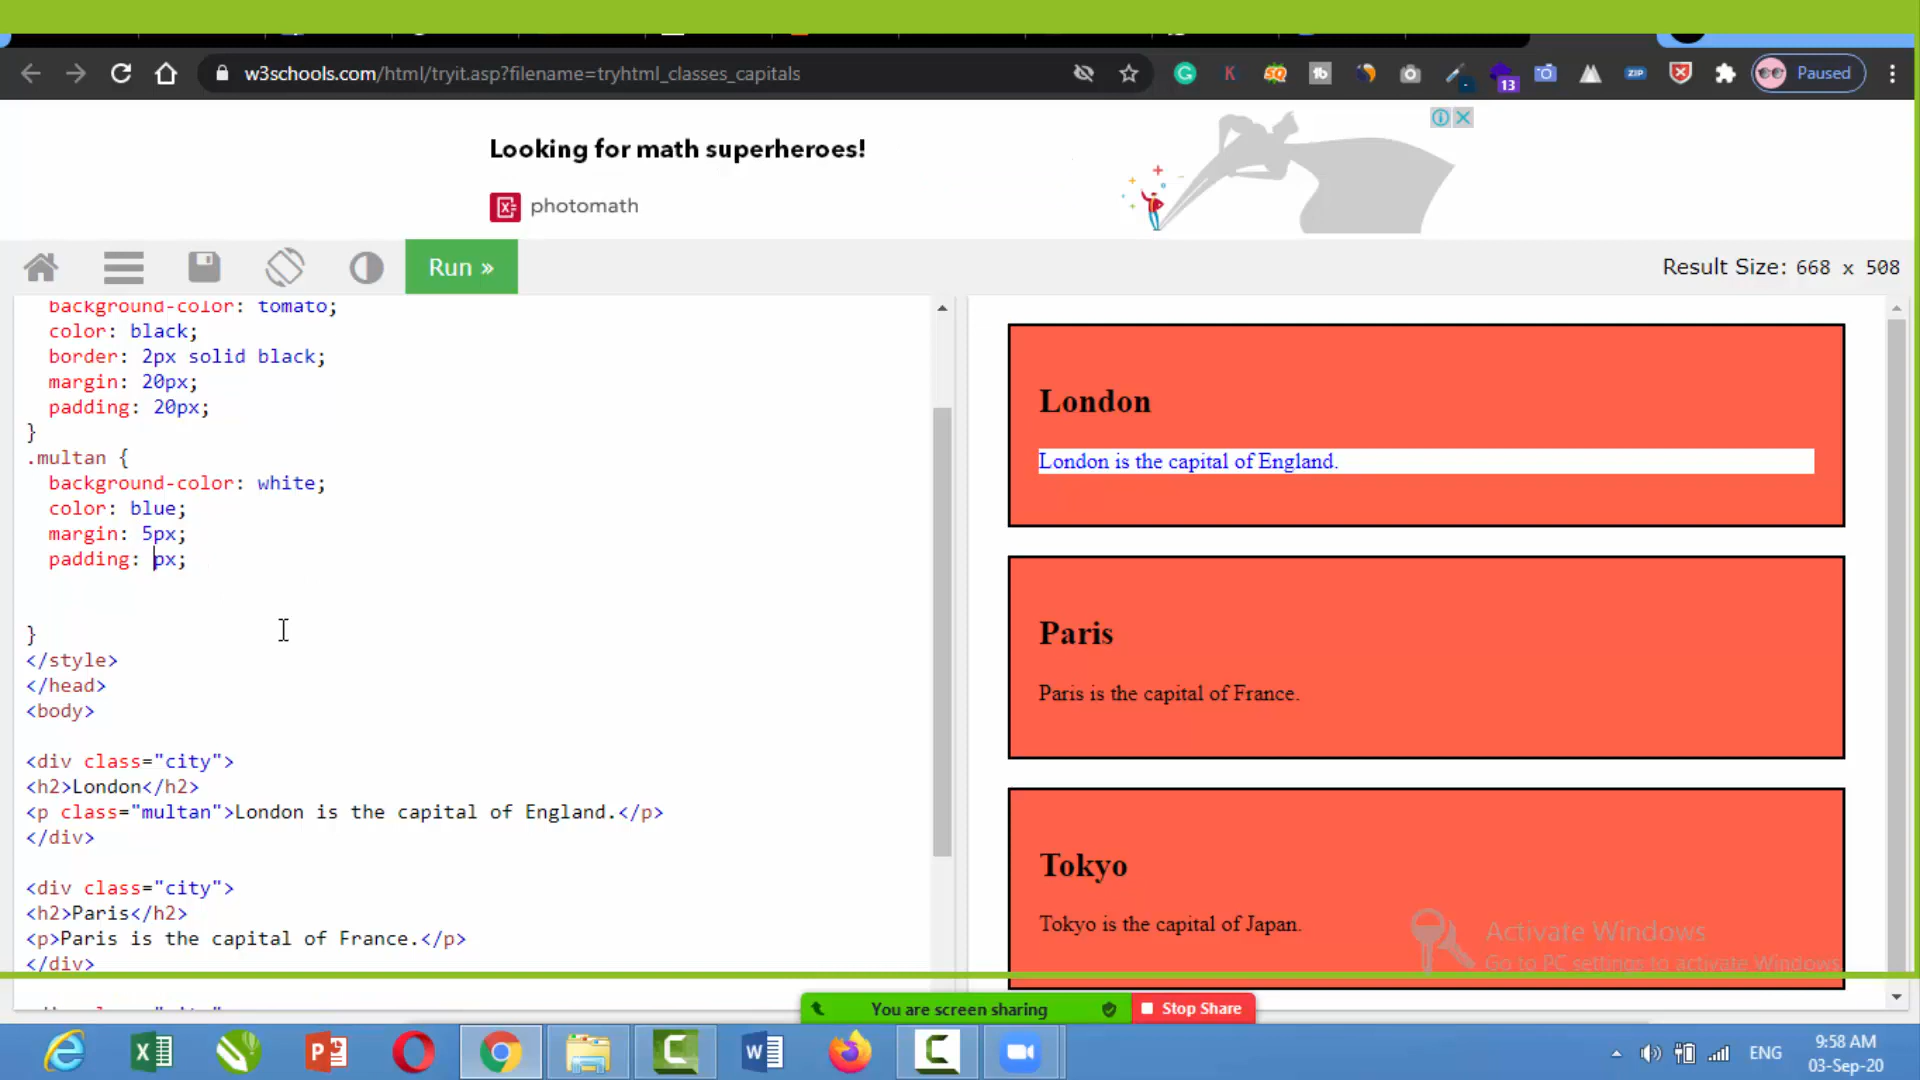 w3schools.com/html/tryit.asp?filename=tryhtml_classes_capitals
13
ZIP
Paused
Looking for math superheroes!
photomath
Run »
Result Size: 668 x 508
background-color: tomato;
color: black;
border: 2px solid black;
margin: 20px;
padding: 20px;
}
.multan {
background-color: white;
color: blue;
margin: 5px;
padding: px;
}
</style>
</head>
<body>
<div class="city">
<h2>London</h2>
<p class="multan">London is the capital of England.</p>
</div>
<div class="city">
<h2>Paris</h2>
<p>Paris is the capital of France.</p>
</div>
London
London is the capital of England.
Paris
Paris is the capital of France.
Tokyo
Tokyo is the capital of Japan.
Activate Windows
Go to PC settings to activate Windows.
You are screen sharing
Stop Share
ENG
9:58 AM
03-Sep-20